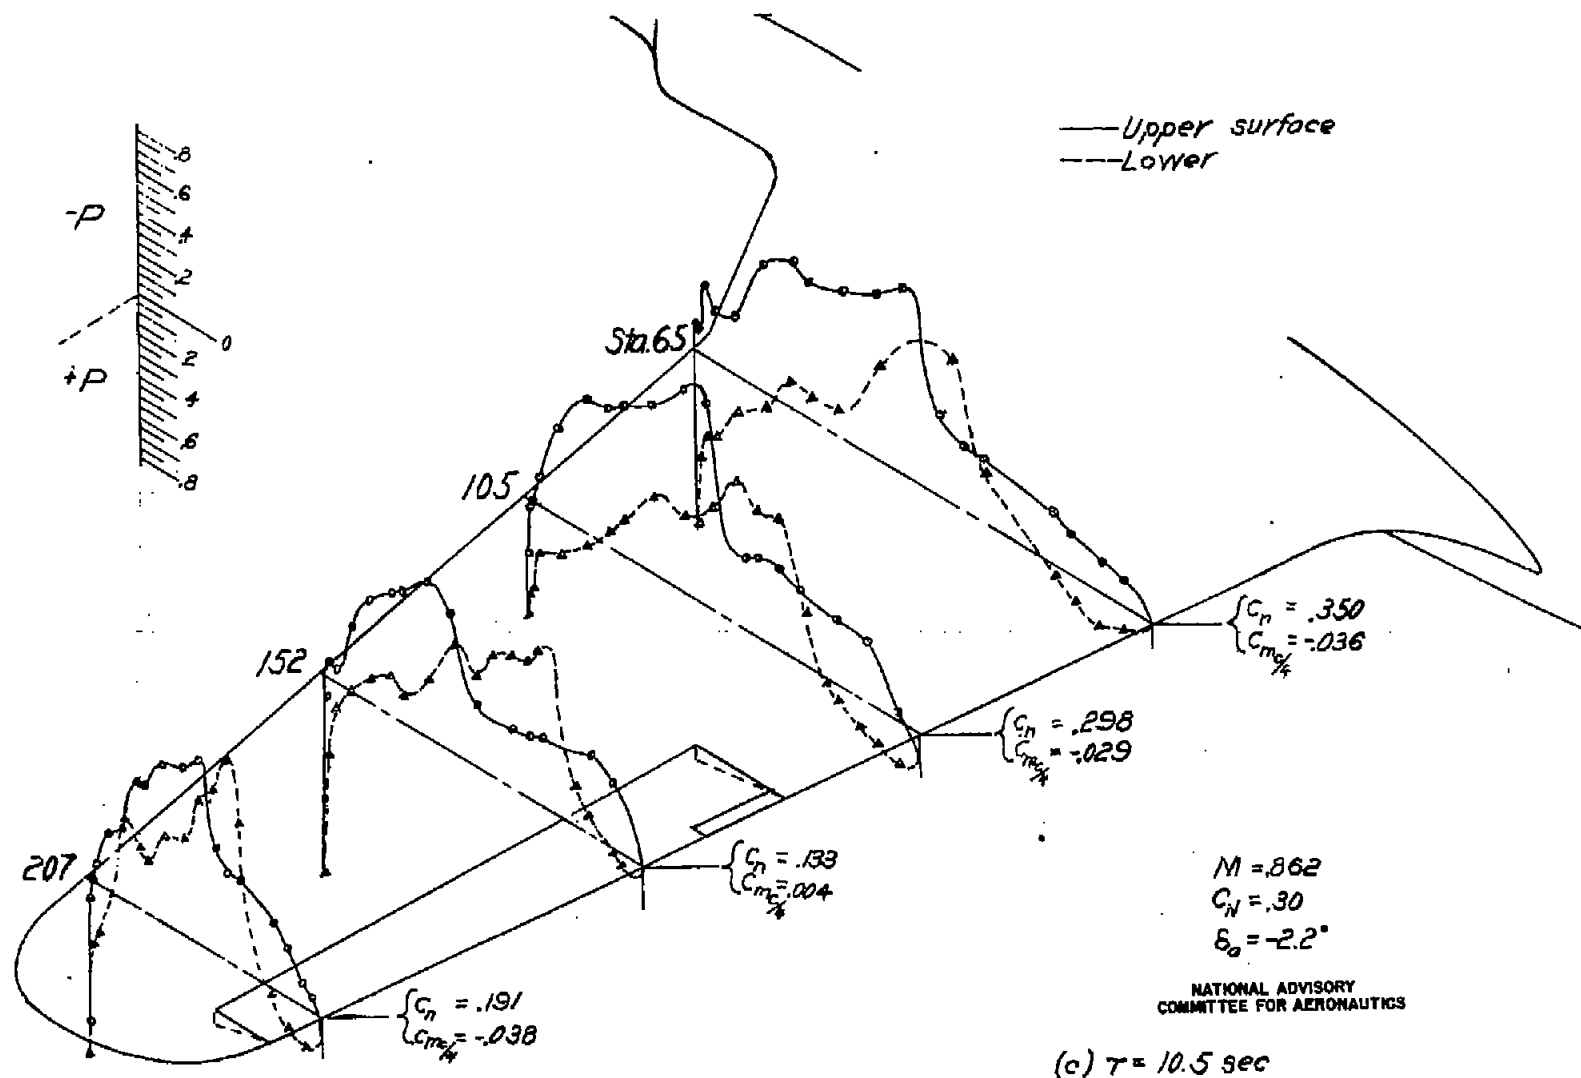 Upper surface
Lower
-P
+P
.8
.6
.4
.2
0
.2
.4
.6
.8
Sta.65
105
152
207
Cn = .350
Cmc/4 = -.036
Cn = .298
Cmc/4 = -.029
Cn = .133
Cmc/4 = .004
Cn = .191
Cmc/4 = -.038
M = .862
CN = .30
δa = -2.2°
NATIONAL ADVISORY
COMMITTEE FOR AERONAUTICS
(c) T = 10.5 sec